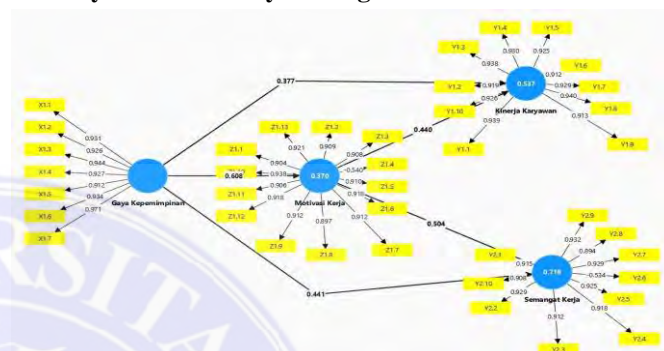 Y1.4
Y1.5
Y1.3
0.938
0.925
0.912
Y1.6
Y1.2
0.919
0.537
0.929
Y1.7
0.377
Y1.10
0.926
Kinerja Karyawan
0.940
Y1.8
0.939
0.913
Y1.1
Y1.9
0.440
X1.1
X1.2
X1.3
X1.4
X1.5
X1.6
X1.7
0.931
0.926
0.944
0.927
0.912
0.934
0.971
Gaya Kepemimpinan
0.608
Z1.13
Z1.2
Z1.3
Z1.1
0.921
0.909
0.908
0.904
0.938
0.540
Z1.4
Z1.11
0.906
0.370
0.910
Z1.5
Z1.12
0.918
Motivasi Kerja
Z1.6
0.912
0.897
0.912
Z1.9
Z1.8
Z1.7
0.504
0.441
Y2.9
Y2.8
Y2.1
0.932
0.894
Y2.7
0.915
0.929
Y2.10
0.908
0.718
0.534
Y2.6
0.929
0.925
Y2.5
Y2.2
Semangat Kerja
0.912
0.918
Y2.4
Y2.3